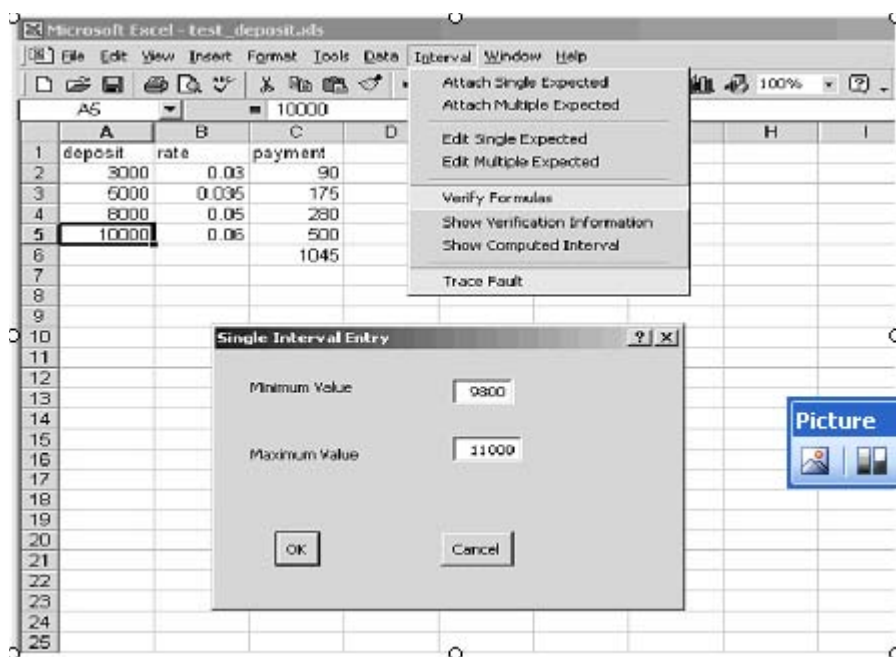 Microsoft Excel - test_deposit.xls
File Edit View Insert Format Tools Data Interval Window Help
100%
A5 = 10000
A B C D H I
1 deposit rate payment
2 3000 0.03 90
3 5000 0.035 175
4 8000 0.05 280
5 10000 0.06 500
6 1045
7
8
9
10
11
12
13
14
15
16
17
18
19
20
21
22
23
24
25
Attach Single Expected
Attach Multiple Expected
Edit Single Expected
Edit Multiple Expected
Verify Formulas
Show Verification Information
Show Computed Interval
Trace Fault
Single Interval Entry
Minimum Value 9800
Maximum Value 11000
OK Cancel
Picture